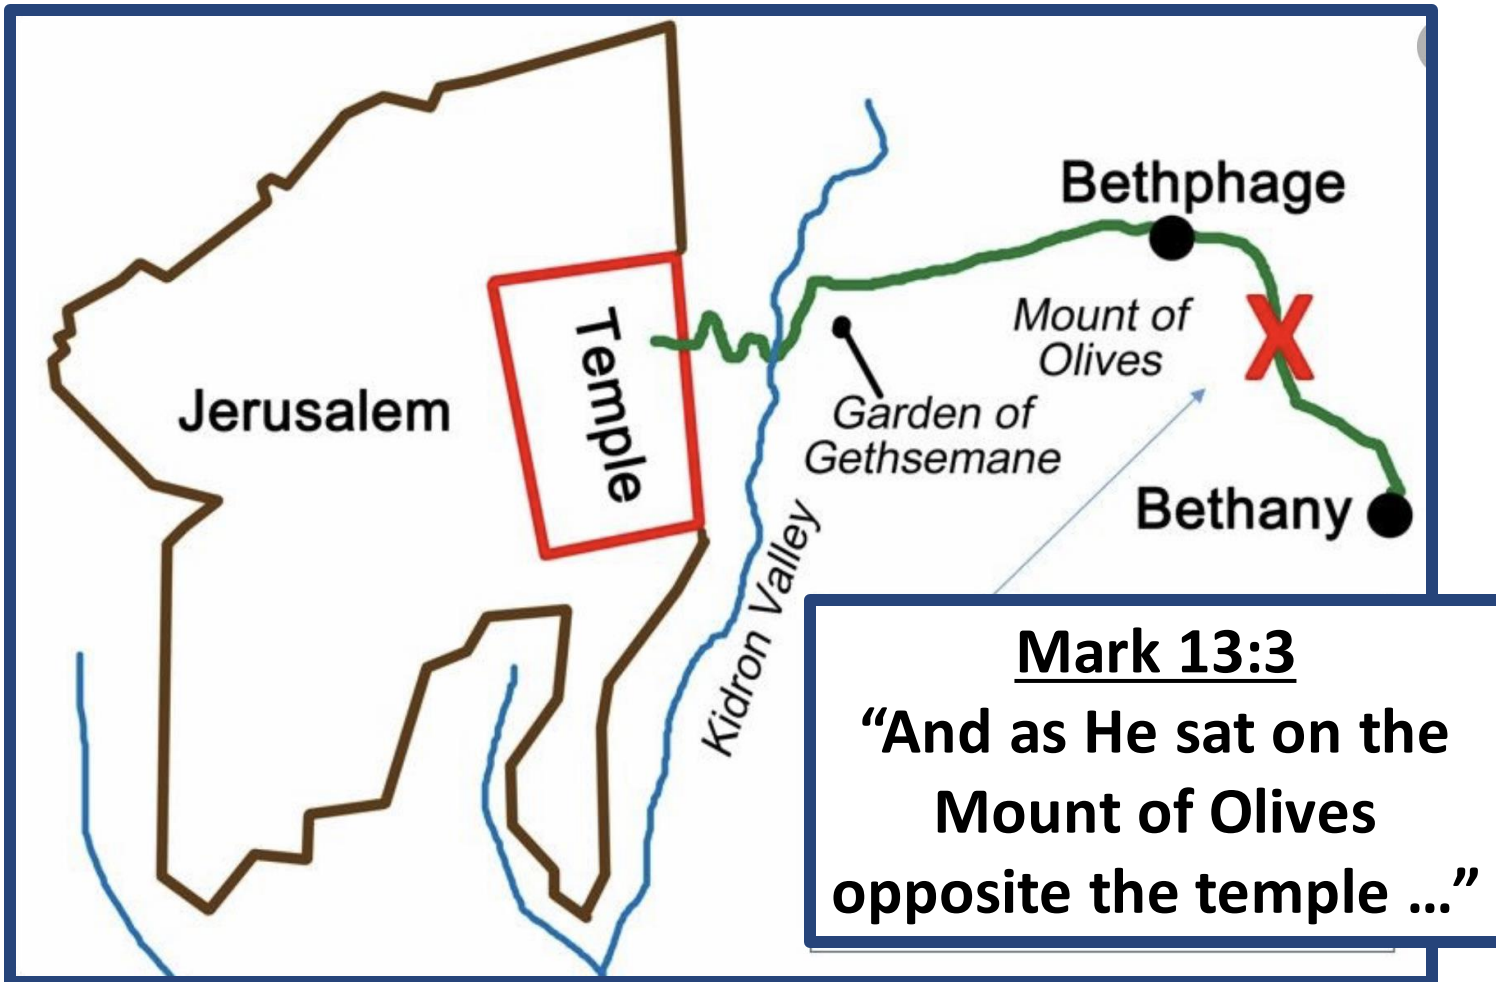 Bethphage
Mount of
Olives
X
Temple
Jerusalem
Garden of
Gethsemane
Bethany
Kidron Valley
Mark 13:3
“And as He sat on the
Mount of Olives
opposite the temple ...”